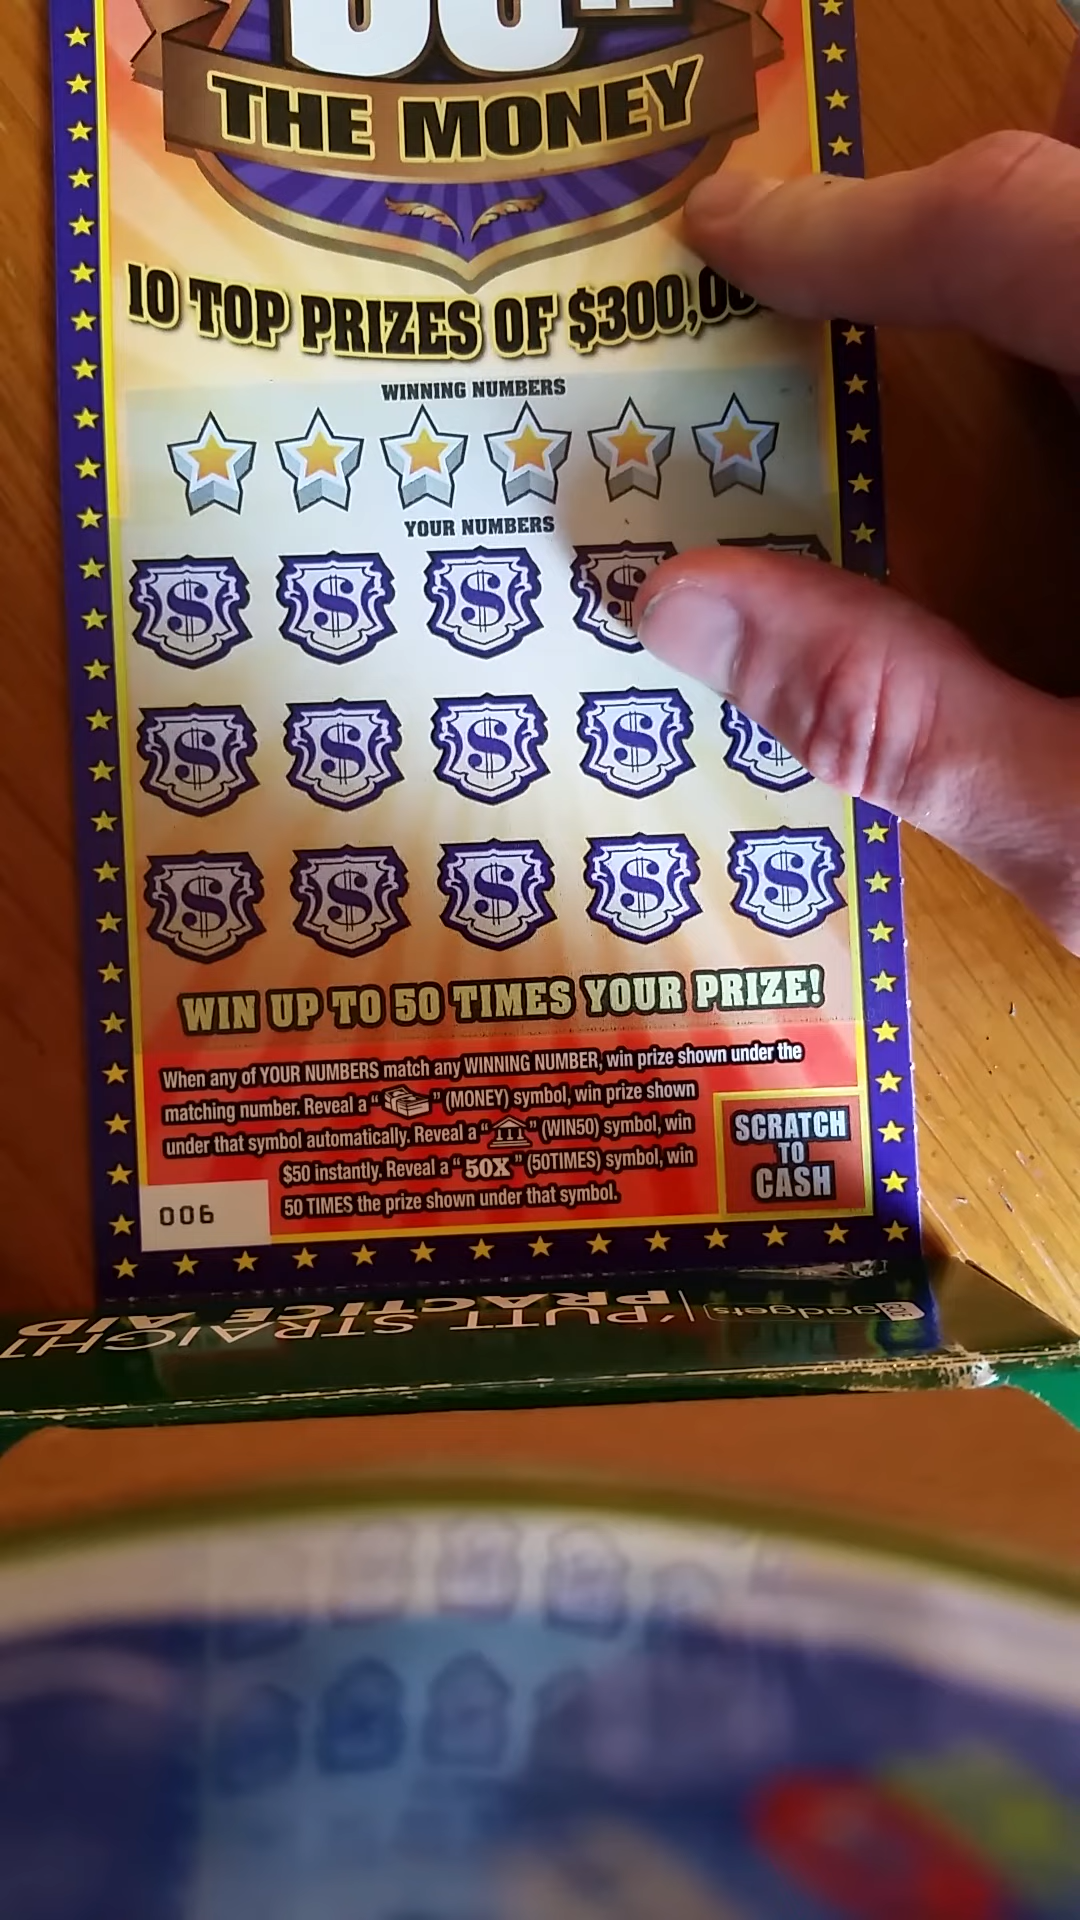 THE MONEY
10 TOP PRIZES OF $300,00
WINNING NUMBERS
YOUR NUMBERS
WIN UP TO 50 TIMES YOUR PRIZE!
When any of YOUR NUMBERS match any WINNING NUMBER, win prize shown under the
matching number. Reveal a " " (MONEY) symbol, win prize shown
under that symbol automatically. Reveal a " " (WIN50) symbol, win
$50 instantly. Reveal a " 50X " (50TIMES) symbol, win
50 TIMES the prize shown under that symbol.
SCRATCH
TO
CASH
006
gadgets
'PUTT STRAIGHT'
PRACTICE AID